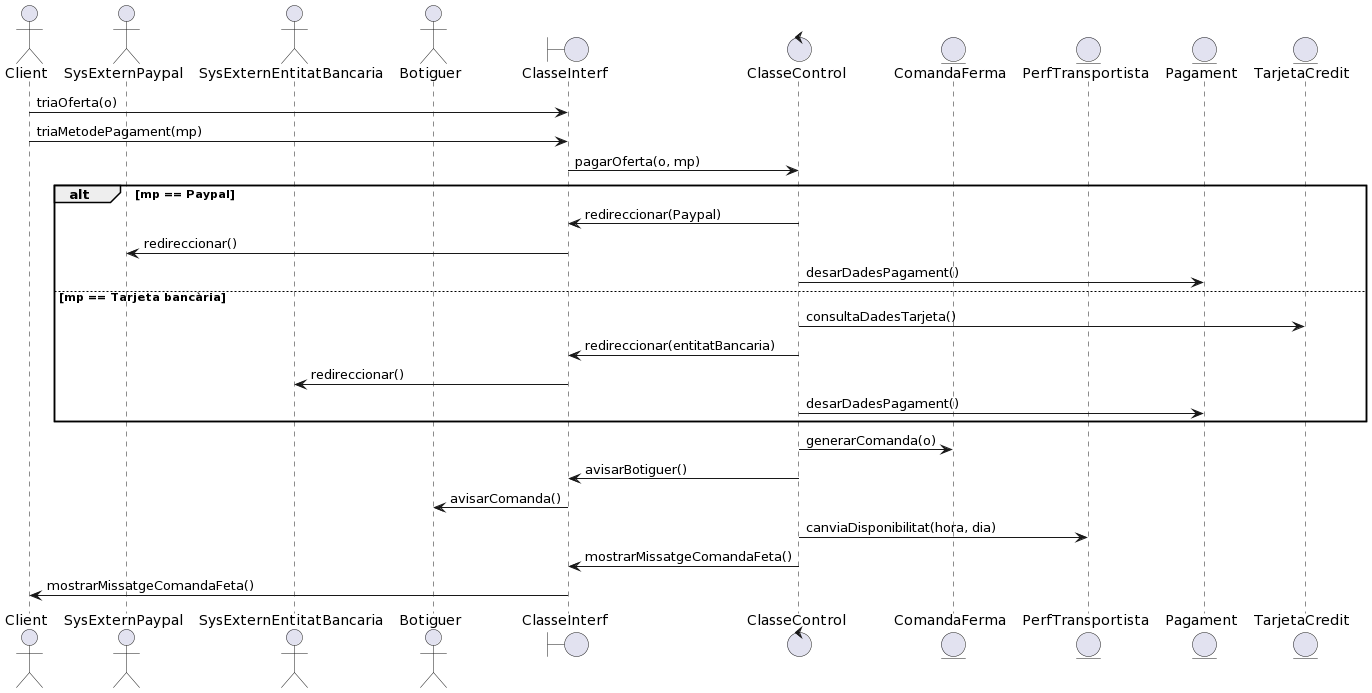 Client SysExternPaypal SysExternEntitatBancaria Botiguer ClasseInterf ClasseControl ComandaFerma PerfTransportista Pagament TarjetaCredit
triaOferta(o)
triaMetodePagament(mp)
pagarOferta(o, mp)
alt [mp == Paypal]
redireccionar(Paypal)
redireccionar()
desarDadesPagament()
[mp == Tarjeta bancària]
consultaDadesTarjeta()
redireccionar(entitatBancaria)
redireccionar()
desarDadesPagament()
generarComanda(o)
avisarBotiguer()
avisarComanda()
canviaDisponibilitat(hora, dia)
mostrarMissatgeComandaFeta()
mostrarMissatgeComandaFeta()
Client SysExternPaypal SysExternEntitatBancaria Botiguer ClasseInterf ClasseControl ComandaFerma PerfTransportista Pagament TarjetaCredit